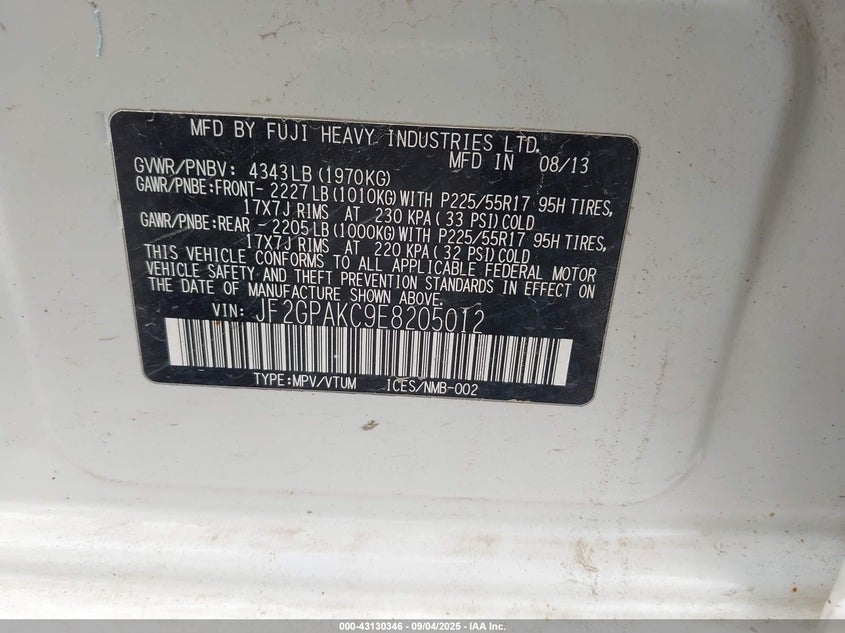 MFD BY FUJI HEAVY INDUSTRIES LTD.
MFD IN 08/13
GVWR/PNBV: 4343LB (1970KG)
GAWR/PNBE:FRONT- 2227LB (1010KG) WITH P225/55R17 95H TIRES,
17X7J RIMS AT 230 KPA ( 33 PSI) COLD
GAWR/PNBE:REAR - 2205LB (1000KG) WITH P225/55R17 95H TIRES,
17X7J RIMS AT 220 KPA ( 32 PSI) COLD
THIS VEHICLE CONFORMS TO ALL APPLICABLE FEDERAL MOTOR
VEHICLE SAFETY AND THEFT PREVENTION STANDARDS IN EFFECT ON
THE DATE OF MANUFACTURE SHOWN ABOVE.
VIN: JF2GPAKC9E8205012
TYPE:MPV/VTUM ICES/NMB-002
000-43130346 - 09/04/2025 - IAA Inc.